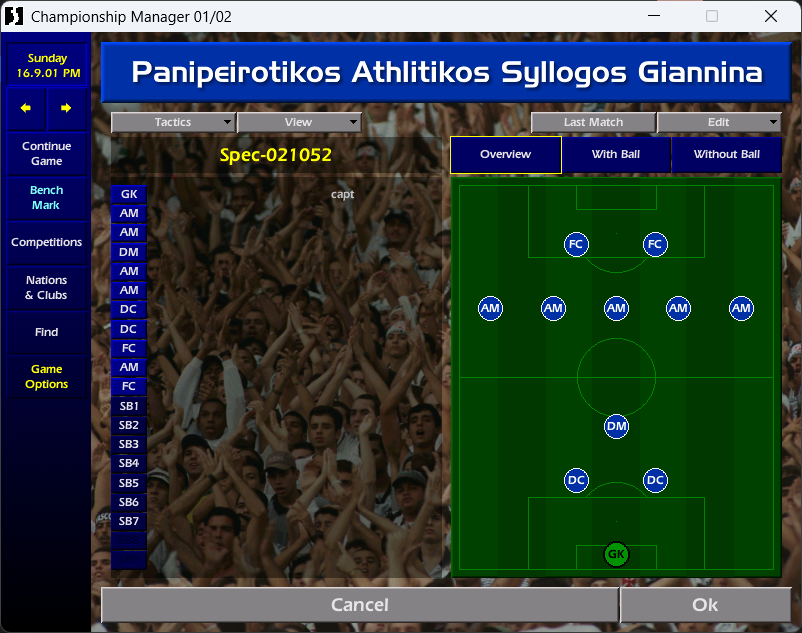 Championship Manager 01/02
Sunday
16.9.01 PM
Continue
Game
Bench
Mark
Competitions
Nations
& Clubs
Find
Game
Options
Panipeirotikos Athlitikos Syllogos Giannina
Tactics
View
Last Match
Edit
Spec-021052
Overview
With Ball
Without Ball
GK capt
AM
AM
DM
AM
AM
DC
DC
FC
AM
FC
SB1
SB2
SB3
SB4
SB5
SB6
SB7
FC FC
AM AM AM AM AM
DM
DC DC
GK
Cancel
Ok